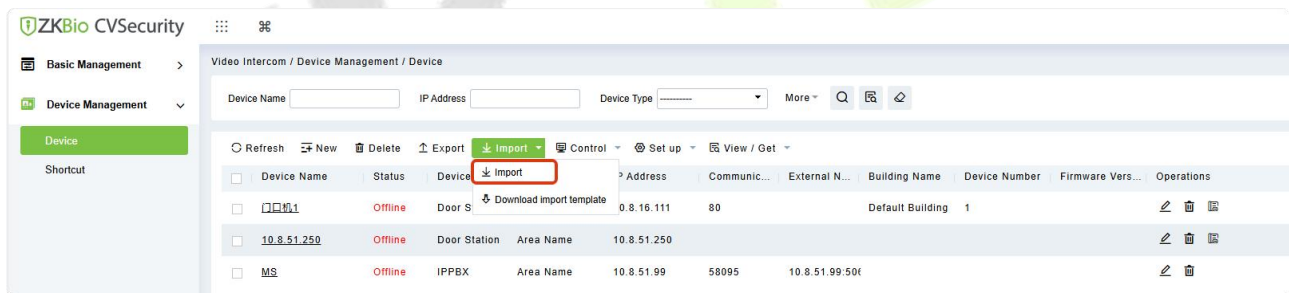 ZKBio CVSecurity
Basic Management
Device Management
Device
Shortcut
Video Intercom / Device Management / Device
Device Name IP Address Device Type ---------- More
Refresh New Delete Export Import Control Set up View / Get
Import
Download import template
Device Name Status Device P Address Communic... External N... Building Name Device Number Firmware Vers... Operations
门口机1 Offline Door S 0.8.16.111 80 Default Building 1
10.8.51.250 Offline Door Station Area Name 10.8.51.250
MS Offline IPPBX Area Name 10.8.51.99 58095 10.8.51.99:506